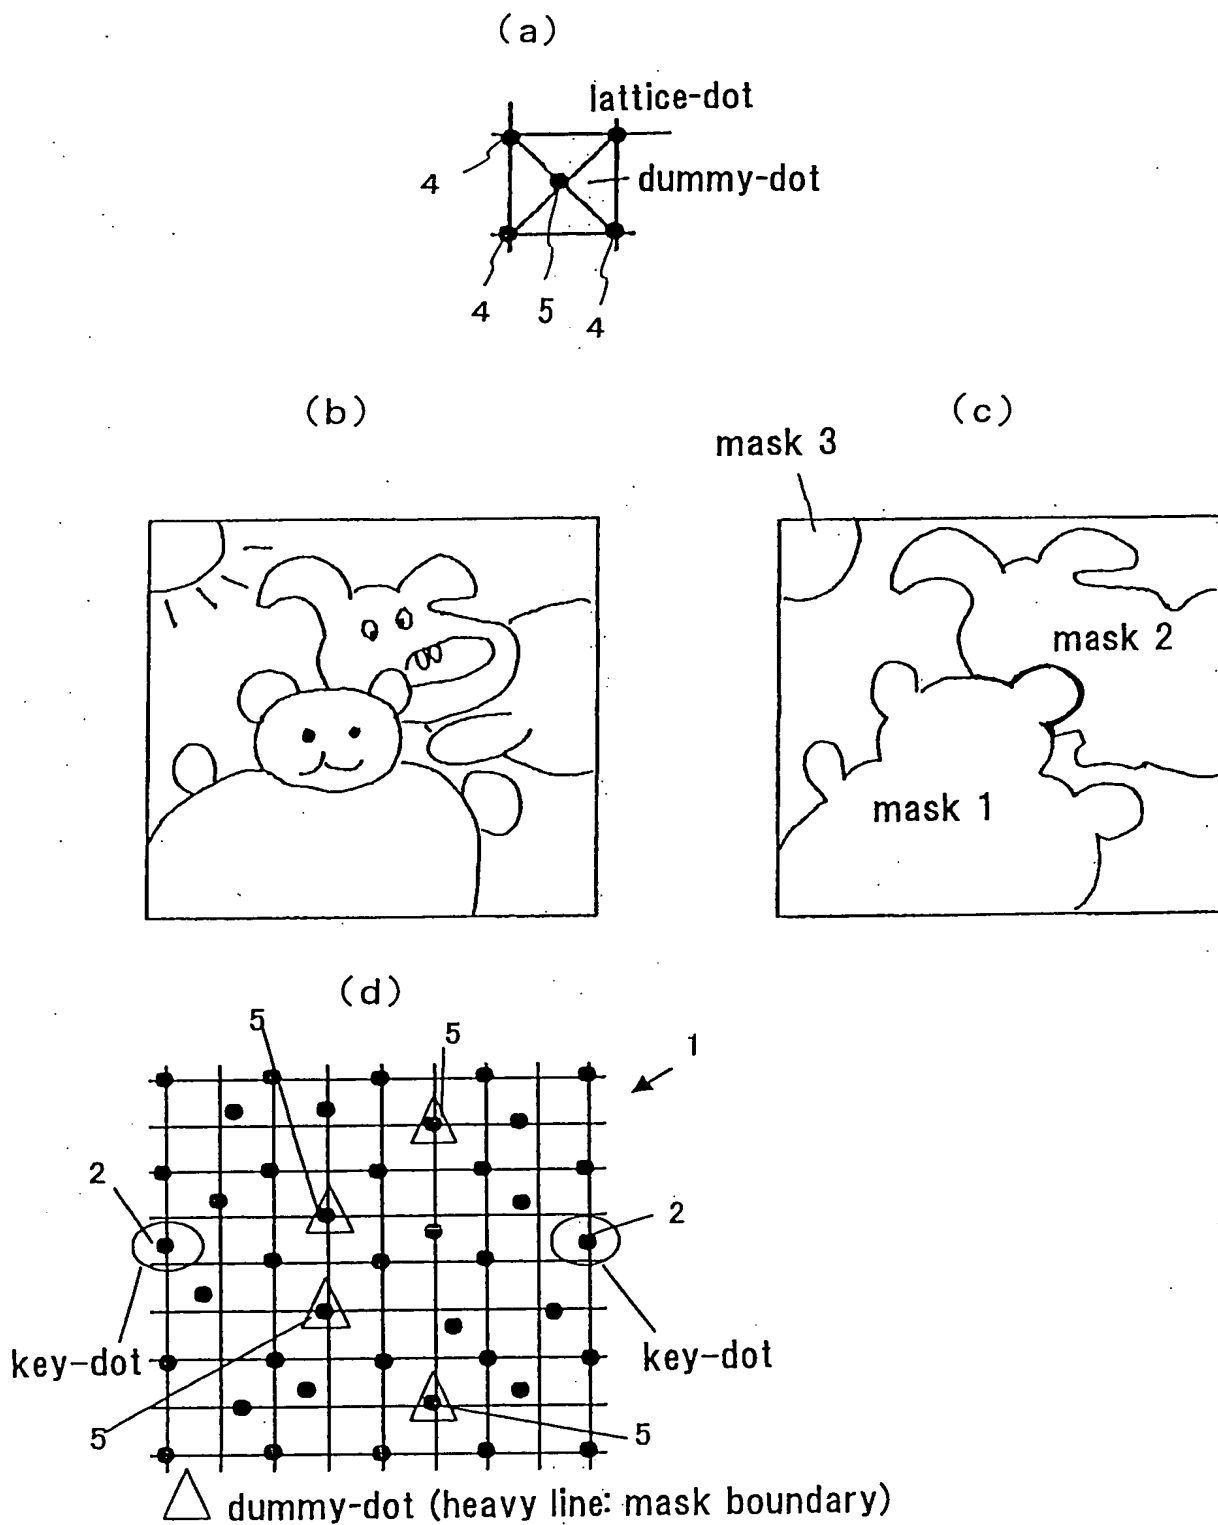 (a)
lattice-dot
4
dummy-dot
4
5
4
(b)
(c)
mask 3
mask 2
mask 1
(d)
5
5
1
2
2
key-dot
key-dot
5
5
dummy-dot (heavy line: mask boundary)